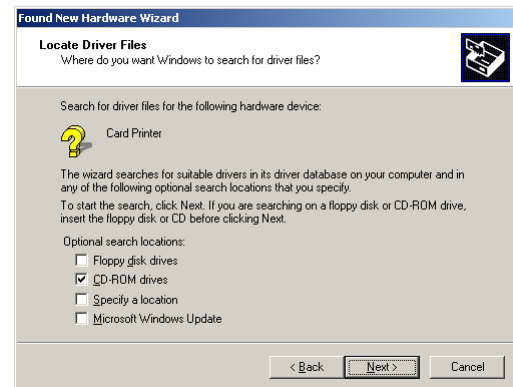 Found New Hardware Wizard
Locate Driver Files
Where do you want Windows to search for driver files?
Search for driver files for the following hardware device:
Card Printer
The wizard searches for suitable drivers in its driver database on your computer and in
any of the following optional search locations that you specify.
To start the search, click Next. If you are searching on a floppy disk or CD-ROM drive,
insert the floppy disk or CD before clicking Next.
Optional search locations:
Floppy disk drives
CD-ROM drives
Specify a location
Microsoft Windows Update
< Back Next > Cancel